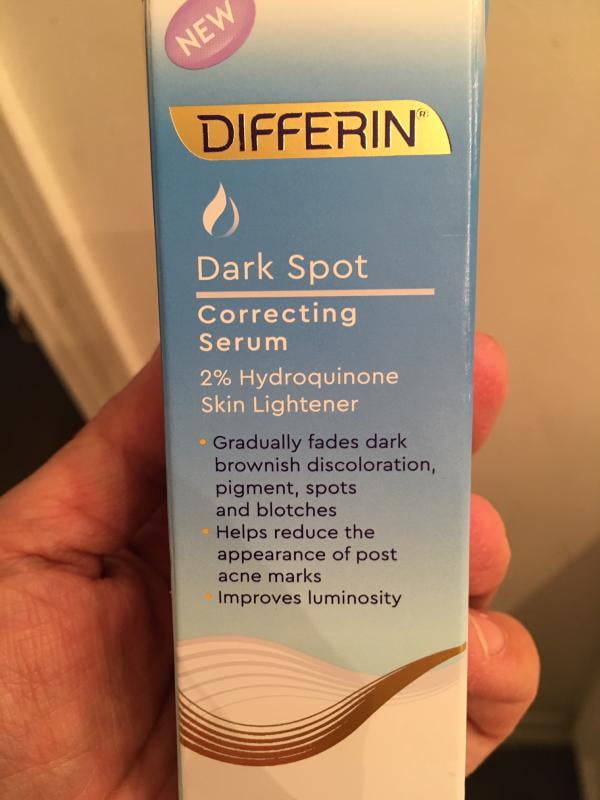 NEW
DIFFERIN®
Dark Spot
Correcting
Serum
2% Hydroquinone
Skin Lightener
• Gradually fades dark
brownish discoloration,
pigment, spots
and blotches
• Helps reduce the
appearance of post
acne marks
• Improves luminosity